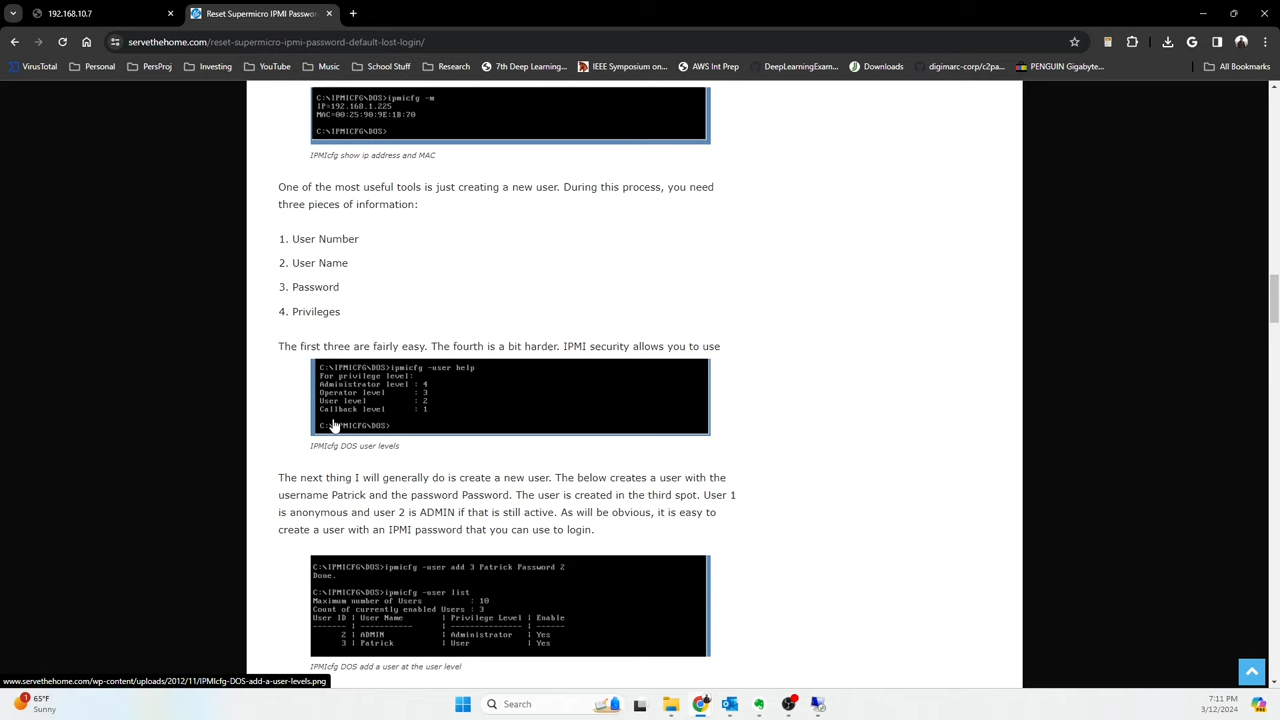 192.168.10.7
Reset Supermicro IPMI Passwo
servethehome.com/reset-supermicro-ipmi-password-default-lost-login/
VirusTotal
Personal
PersProj
Investing
YouTube
Music
Research
7th Deep Learning...
IEEE Symposium on...
AWS Int Prep
DeepLearningExam...
Downloads
digimarc-corp/c2pa...
PENGUIN Gigabyte...
All Bookmarks
C:\IPMICFG\DOS>ipmicfg -m
IP=192.168.1.225
MAC=00:25:90:9E:1B:70
C:\IPMICFG\DOS>
IPMIcfg show ip address and MAC
One of the most useful tools is just creating a new user. During this process, you need
three pieces of information:
1. User Number
2. User Name
3. Password
4. Privileges
The first three are fairly easy. The fourth is a bit harder. IPMI security allows you to use
C:\IPMICFG\DOS>ipmicfg -user help
For privilege level:
Administrator level : 4
Operator level : 3
User level : 2
Callback level : 1
C:\IPMICFG\DOS>
IPMIcfg DOS user levels
The next thing I will generally do is create a new user. The below creates a user with the
username Patrick and the password Password. The user is created in the third spot. User 1
is anonymous and user 2 is ADMIN if that is still active. As will be obvious, it is easy to
create a user with an IPMI password that you can use to login.
C:\IPMICFG\DOS>ipmicfg -user add 3 Patrick Password 2
Done.
C:\IPMICFG\DOS>ipmicfg -user list
Maximum number of Users : 10
Count of currently enabled Users : 3
User ID | User Name | Privilege Level | Enable
------- | ----------- | --------------- | ------
2 | ADMIN | Administrator | Yes
3 | Patrick | User | Yes
IPMIcfg DOS add a user at the user level
www.servethehome.com/wp-content/uploads/2012/11/IPMIcfg-DOS-add-a-user-levels.png
1
65°F
Sunny
Search
7:11 PM
3/12/2024